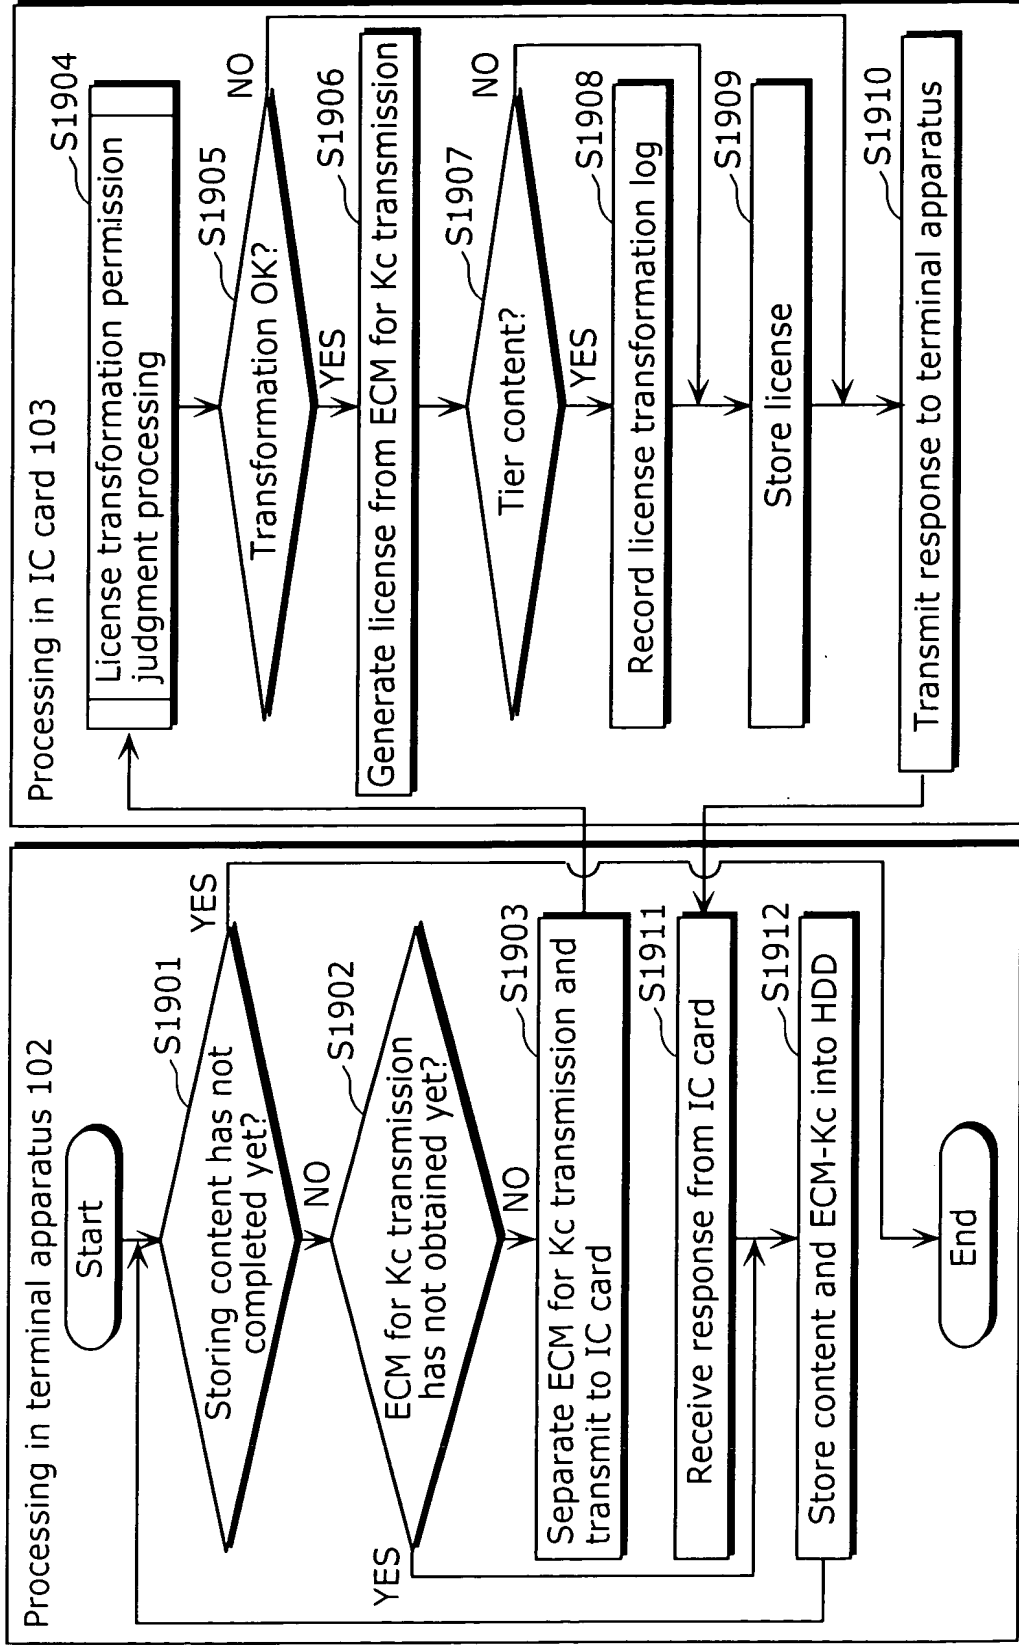 Processing in terminal apparatus 102
Start
S1901
Storing content has not
completed yet?
YES
NO
S1902
ECM for Kc transmission
has not obtained yet?
YES
NO
S1903
Separate ECM for Kc transmission and
transmit to IC card
S1911
Receive response from IC card
S1912
Store content and ECM-Kc into HDD
End
Processing in IC card 103
S1904
License transformation permission
judgment processing
S1905
Transformation OK?
NO
YES
S1906
Generate license from ECM for Kc transmission
S1907
Tier content?
NO
YES
S1908
Record license transformation log
S1909
Store license
S1910
Transmit response to terminal apparatus